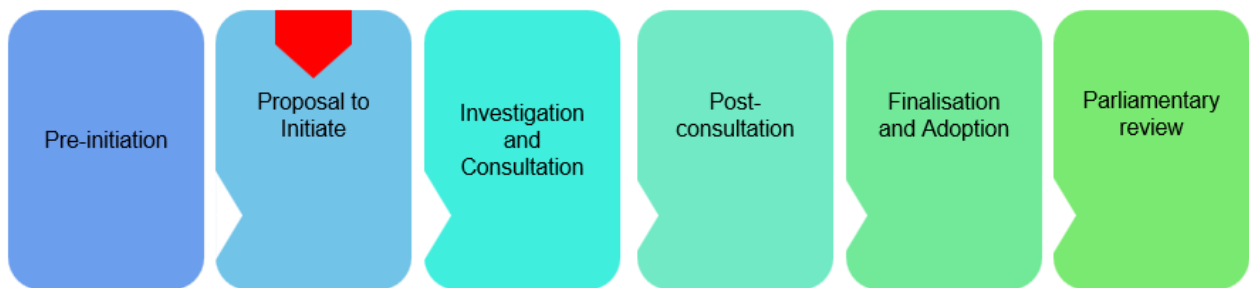 Pre-initiation
Proposal to
Initiate
Investigation
and
Consultation
Post-
consultation
Finalisation
and Adoption
Parliamentary
review